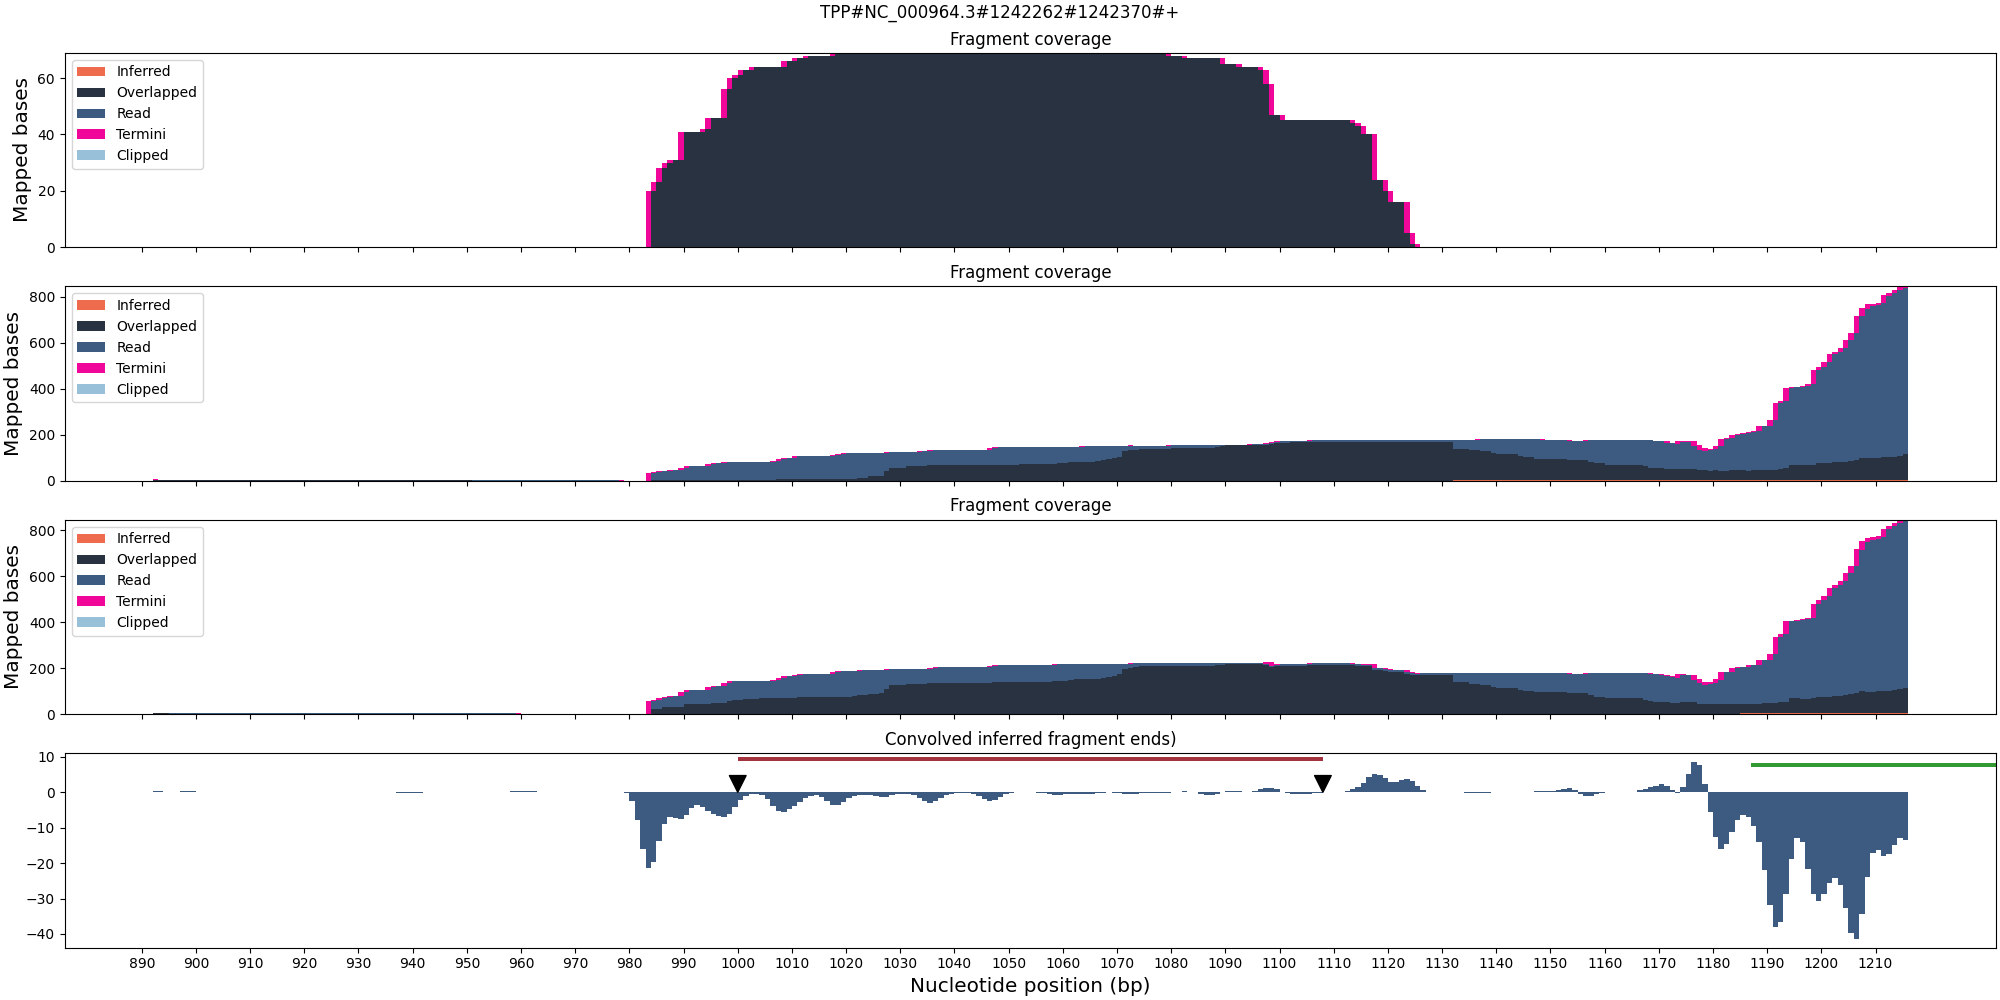 TPP#NC_000964.3#1242262#1242370#+
Fragment coverage
Mapped bases
60
40
20
0
Inferred
Overlapped
Read
Termini
Clipped
Fragment coverage
Mapped bases
800
600
400
200
0
Inferred
Overlapped
Read
Termini
Clipped
Fragment coverage
Mapped bases
800
600
400
200
0
Inferred
Overlapped
Read
Termini
Clipped
Convolved inferred fragment ends)
10
0
−10
−20
−30
−40
890 900 910 920 930 940 950 960 970 980 990 1000 1010 1020 1030 1040 1050 1060 1070 1080 1090 1100 1110 1120 1130 1140 1150 1160 1170 1180 1190 1200 1210
Nucleotide position (bp)